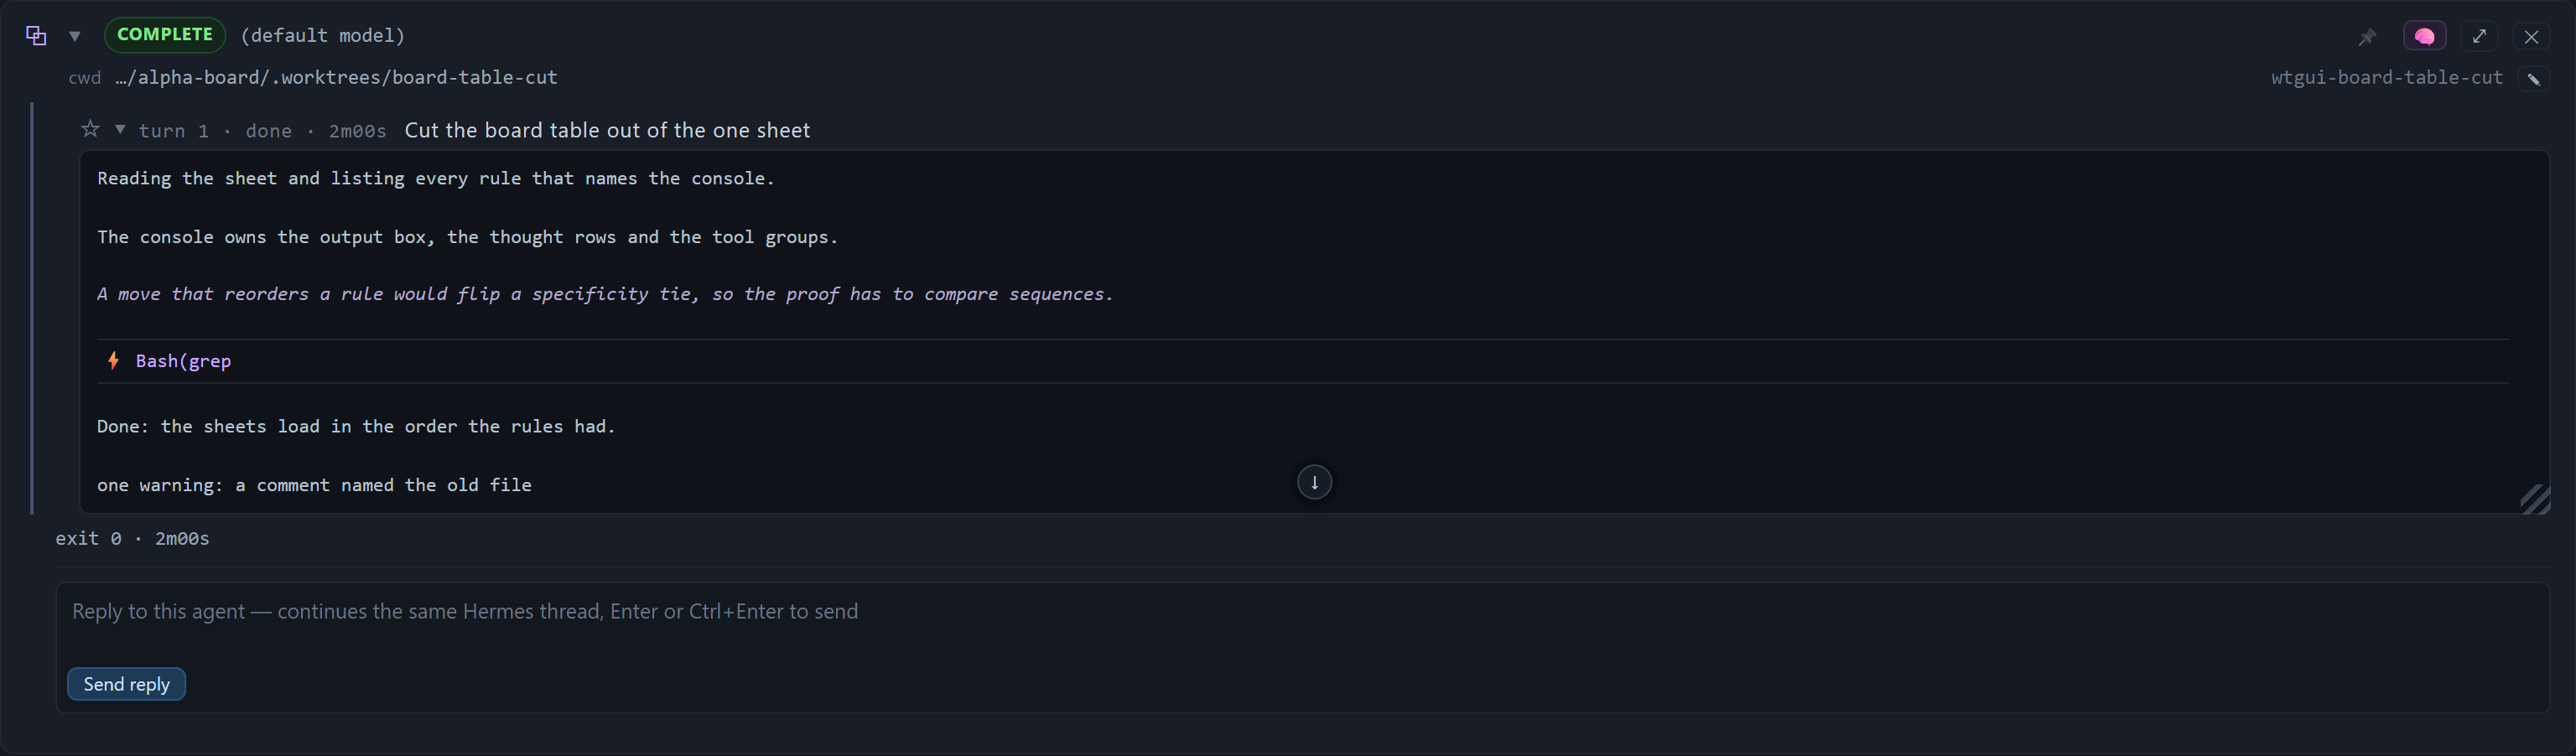 COMPLETE (default model)
cwd …/alpha-board/.worktrees/board-table-cut wtgui-board-table-cut
turn 1 · done · 2m00s Cut the board table out of the one sheet
Reading the sheet and listing every rule that names the console.
The console owns the output box, the thought rows and the tool groups.
A move that reorders a rule would flip a specificity tie, so the proof has to compare sequences.
Bash(grep
Done: the sheets load in the order the rules had.
one warning: a comment named the old file
exit 0 · 2m00s
Reply to this agent — continues the same Hermes thread, Enter or Ctrl+Enter to send
Send reply